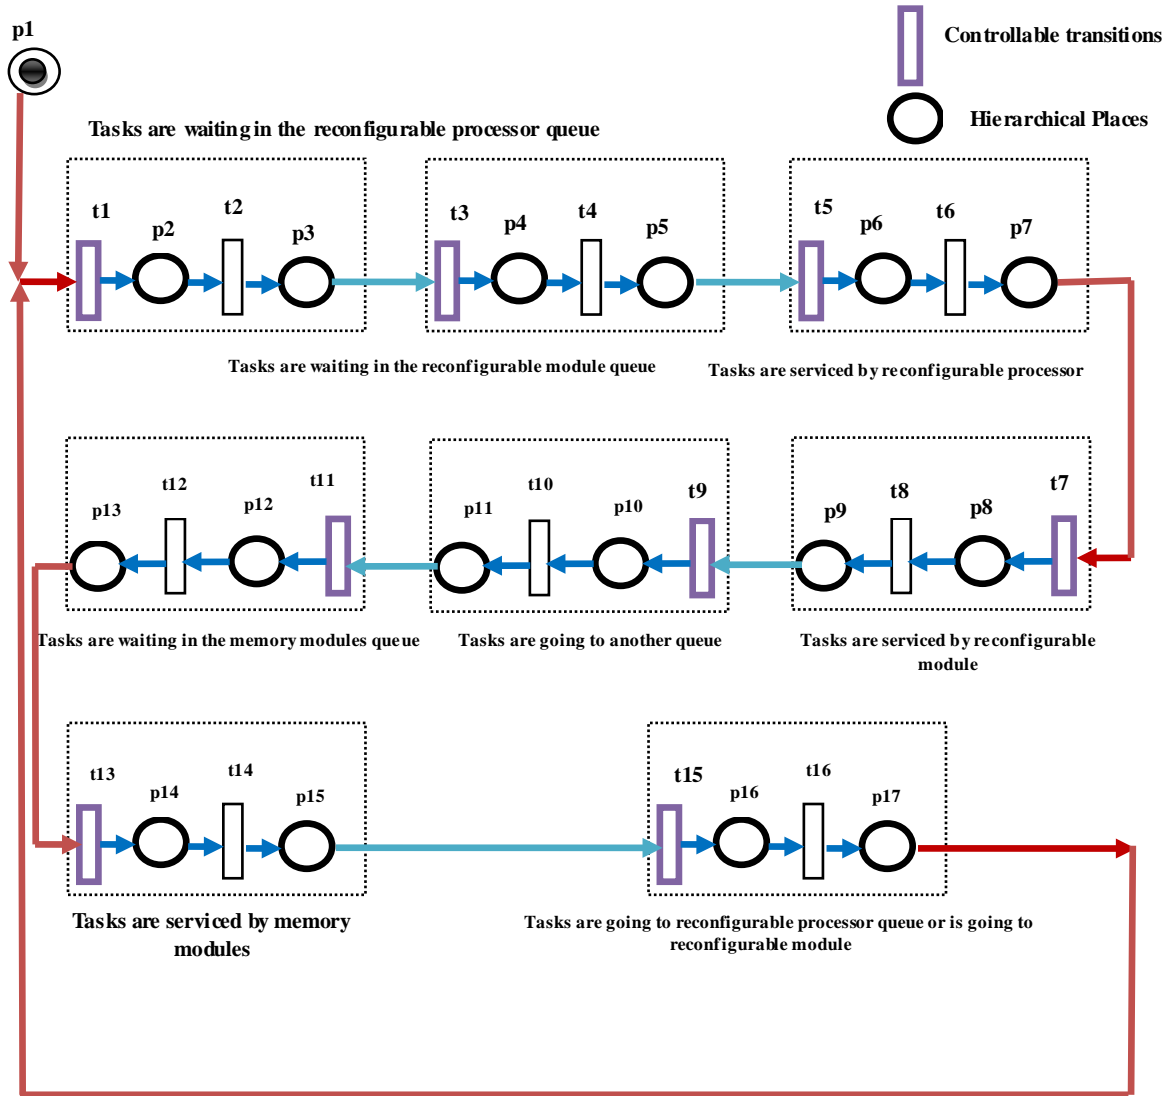 p1
Controllable transitions
Hierarchical Places
Tasks are waiting in the reconfigurable processor queue
t1
p2
t2
p3
t3
p4
t4
p5
t5
p6
t6
p7
Tasks are waiting in the reconfigurable module queue
Tasks are serviced by reconfigurable processor
p13
t12
p12
t11
p11
t10
p10
t9
p9
t8
p8
t7
Tasks are waiting in the memory modules queue
Tasks are going to another queue
Tasks are serviced by reconfigurable
module
t13
p14
t14
p15
t15
p16
t16
p17
Tasks are serviced by memory
modules
Tasks are going to reconfigurable processor queue or is going to
reconfigurable module